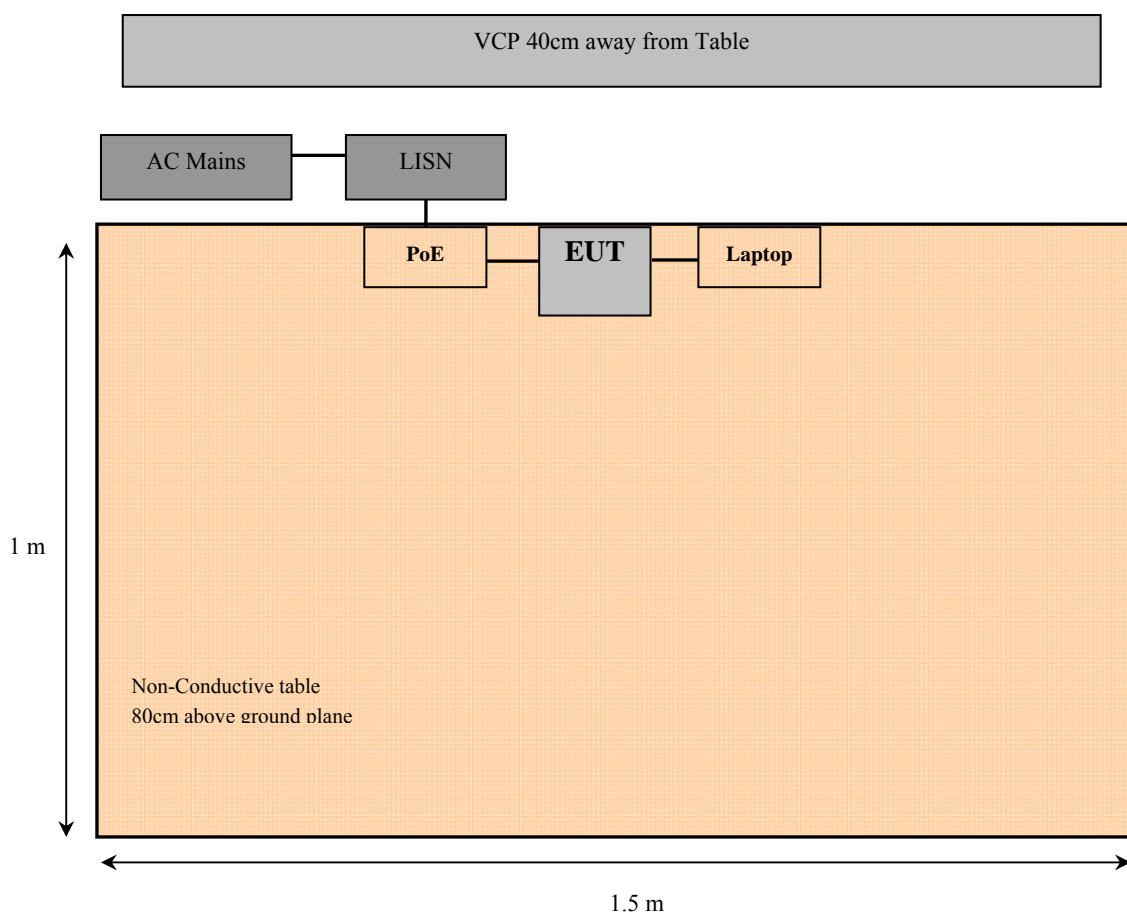 VCP 40cm away from Table
AC Mains
LISN
PoE
EUT
Laptop
1 m
Non-Conductive table
80cm above ground plane
1.5 m